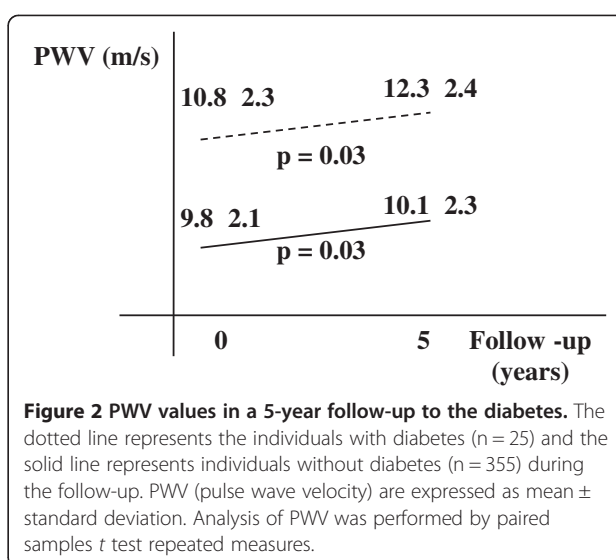 PWV (m/s)
10.8 2.3 12.3 2.4
p = 0.03
9.8 2.1 10.1 2.3
p = 0.03
0 5 Follow -up
(years)
Figure 2 PWV values in a 5-year follow-up to the diabetes. The
dotted line represents the individuals with diabetes (n = 25) and the
solid line represents individuals without diabetes (n = 355) during
the follow-up. PWV (pulse wave velocity) are expressed as mean ±
standard deviation. Analysis of PWV was performed by paired
samples t test repeated measures.